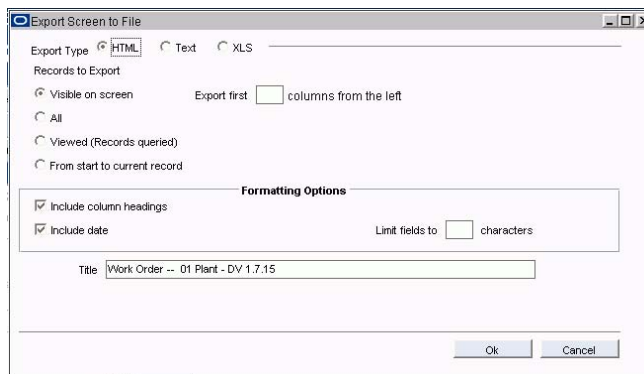 Export Screen to File
Export Type HTML Text XLS
Records to Export
Visible on screen Export first columns from the left
All
Viewed (Records queried)
From start to current record
Formatting Options
Include column headings
Include date Limit fields to characters
Title Work Order -- 01 Plant - DV 1.7.15
Ok Cancel